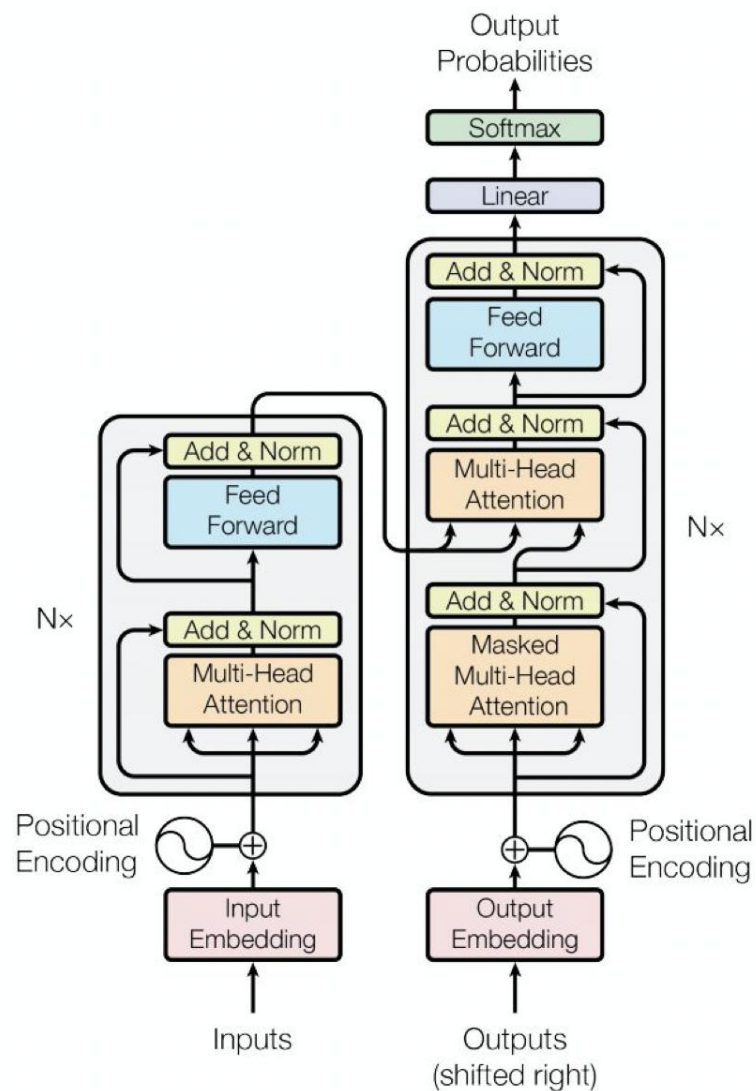 Output
Probabilities
Softmax
Linear
Add & Norm
Feed
Forward
Add & Norm
Multi-Head
Attention
Nx
Add & Norm
Masked
Multi-Head
Attention
Add & Norm
Feed
Forward
Nx
Add & Norm
Multi-Head
Attention
Positional
Encoding
Positional
Encoding
Input
Embedding
Output
Embedding
Inputs
Outputs
(shifted right)